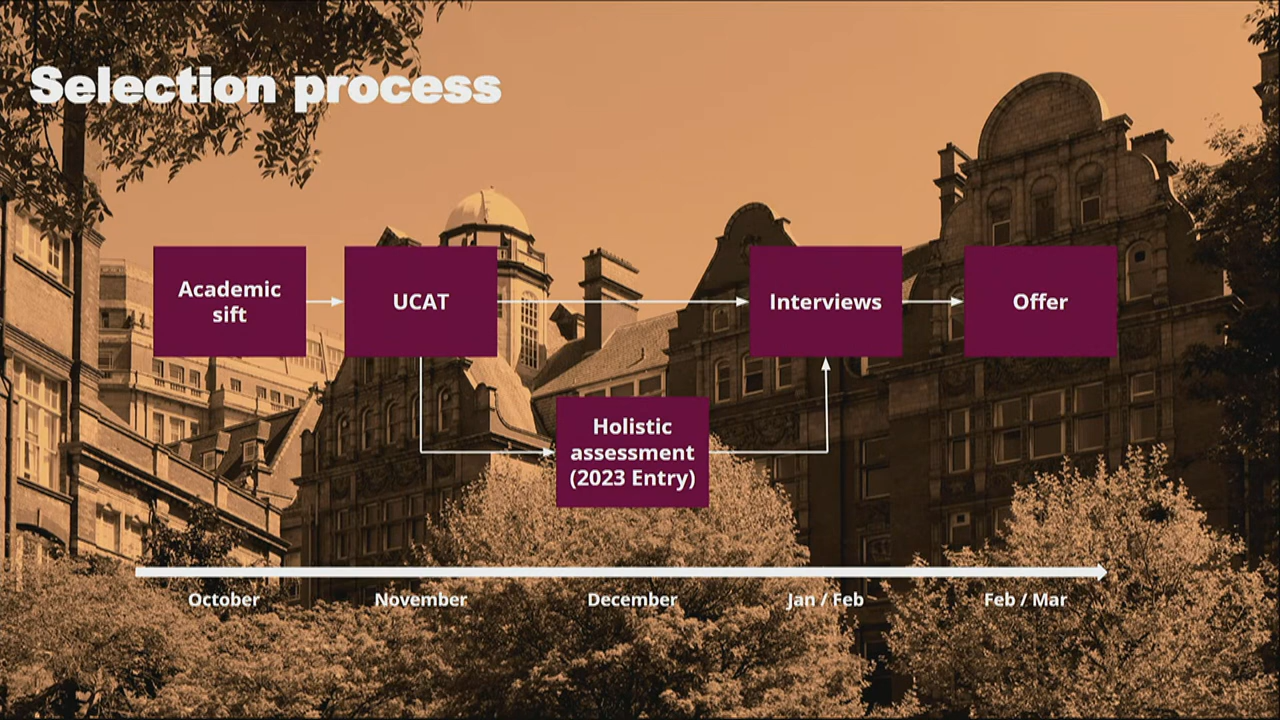 Selection process
Academic
sift
UCAT
Interviews
Offer
Holistic
assessment
(2023 Entry)
October
November
December
Jan / Feb
Feb / Mar